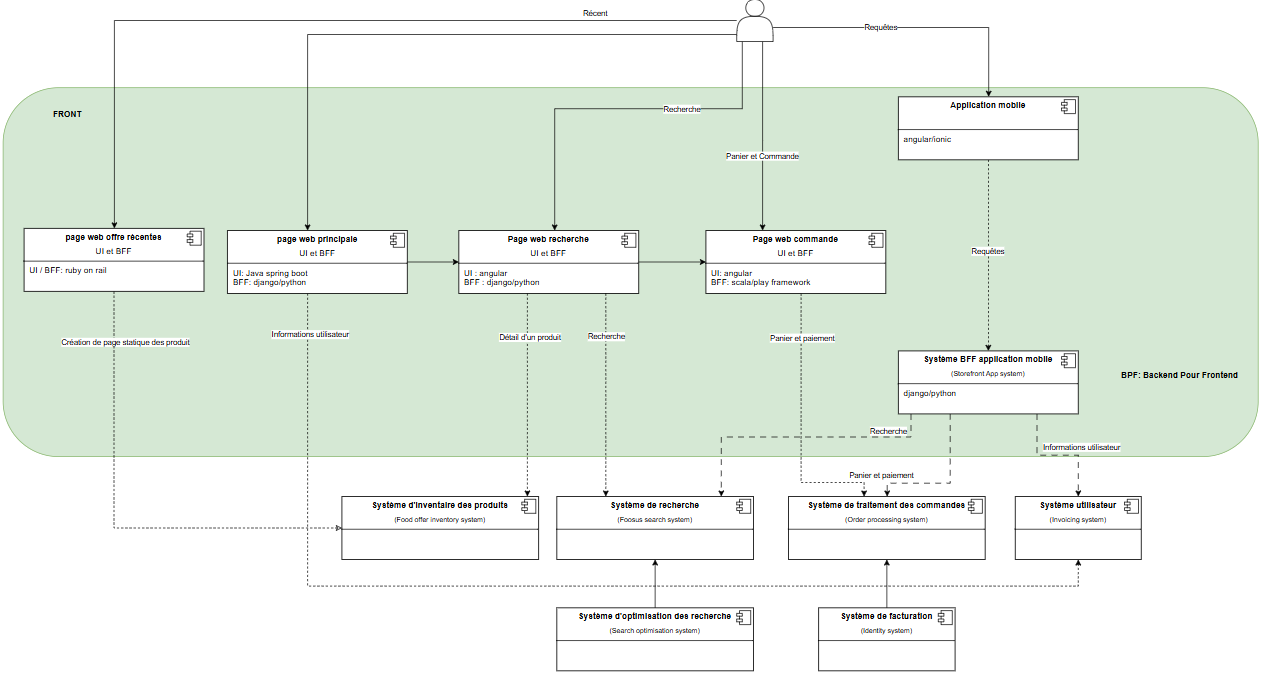 Récent
Requêtes
FRONT
Recherche
Application mobile
angular/ionic
Panier et Commande
page web offre récentes
UI et BFF
UI / BFF: ruby on rail
page web principale
UI et BFF
UI: Java spring boot
BFF: django/python
Page web recherche
UI et BFF
UI : angular
BFF : django/python
Page web commande
UI et BFF
UI: angular
BFF: scala/play framework
Requêtes
Création de page statique des produit
Informations utilisateur
Détail d'un produit
Recherche
Panier et paiement
Système BFF application mobile
(Storefront App system)
django/python
BPF: Backend Pour Frontend
Recherche
Informations utilisateur
Panier et paiement
Système d'inventaire des produits
(Food offer inventory system)
Système de recherche
(Foosus search system)
Système de traitement des commandes
(Order processing system)
Système utilisateur
(Invoicing system)
Système d'optimisation des recherche
(Search optimisation system)
Système de facturation
(Identity system)